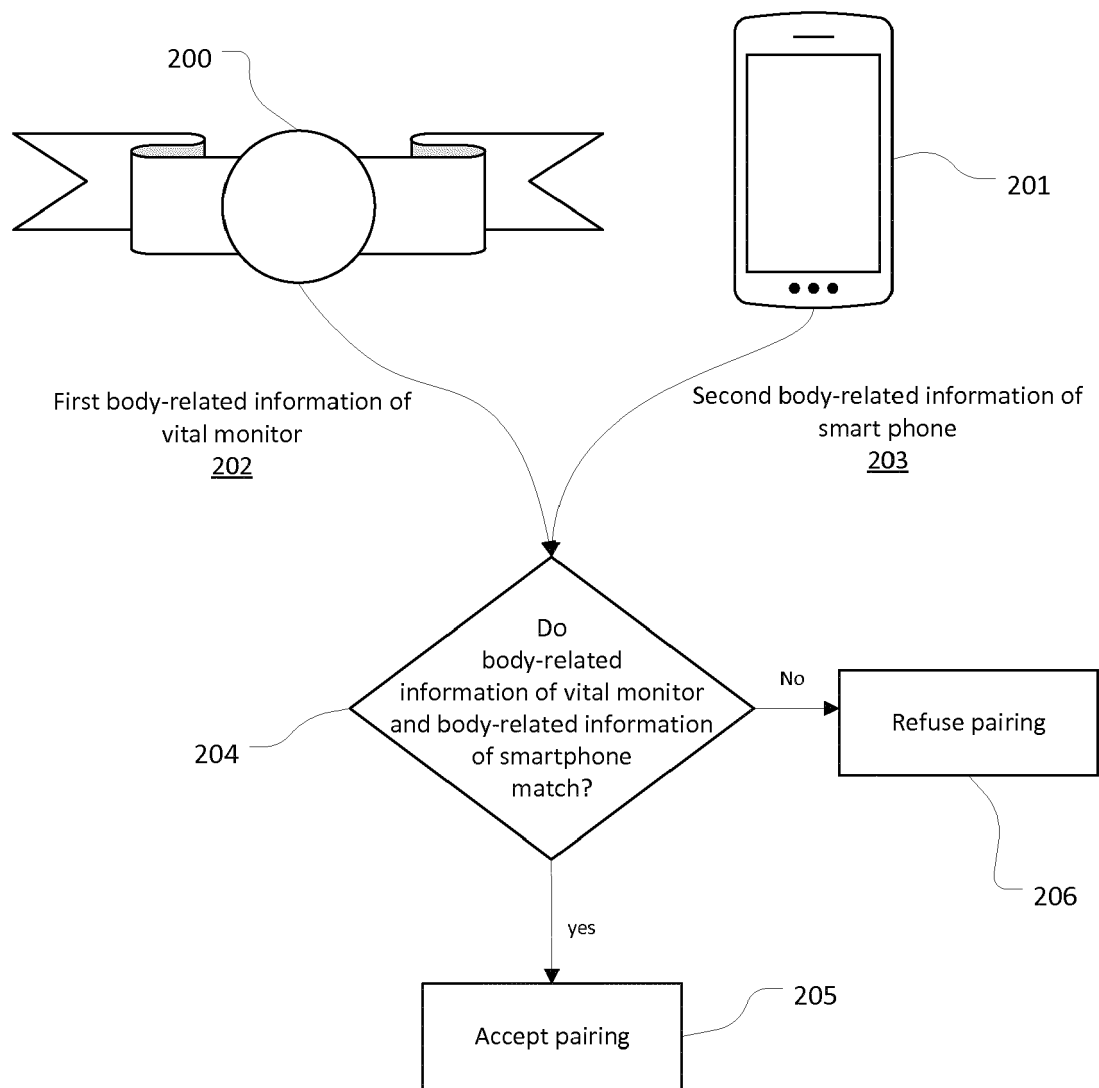 200
201
First body-related information of
vital monitor
202
Second body-related information of
smart phone
203
Do
body-related
information of vital monitor
and body-related information
of smartphone
match?
204
No
Refuse pairing
206
yes
205
Accept pairing